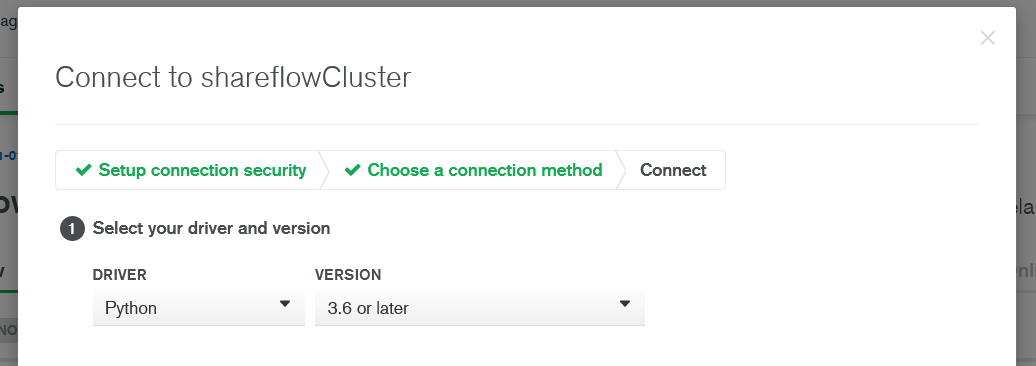 Connect to shareflowCluster
Setup connection security
Choose a connection method
Connect
1 Select your driver and version
DRIVER VERSION
Python 3.6 or later